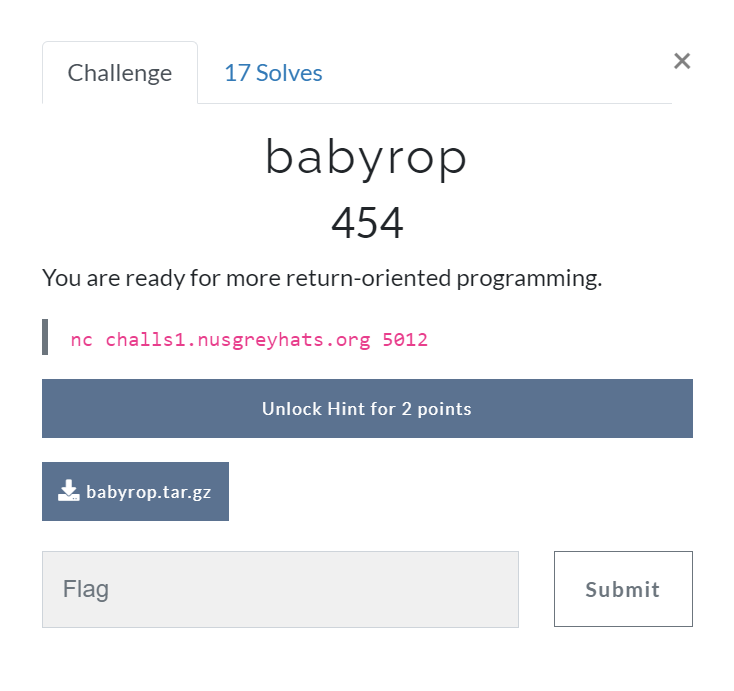 Challenge
17 Solves
×
babyrop
454
You are ready for more return-oriented programming.
nc challs1.nusgreyhats.org 5012
Unlock Hint for 2 points
babyrop.tar.gz
Flag
Submit